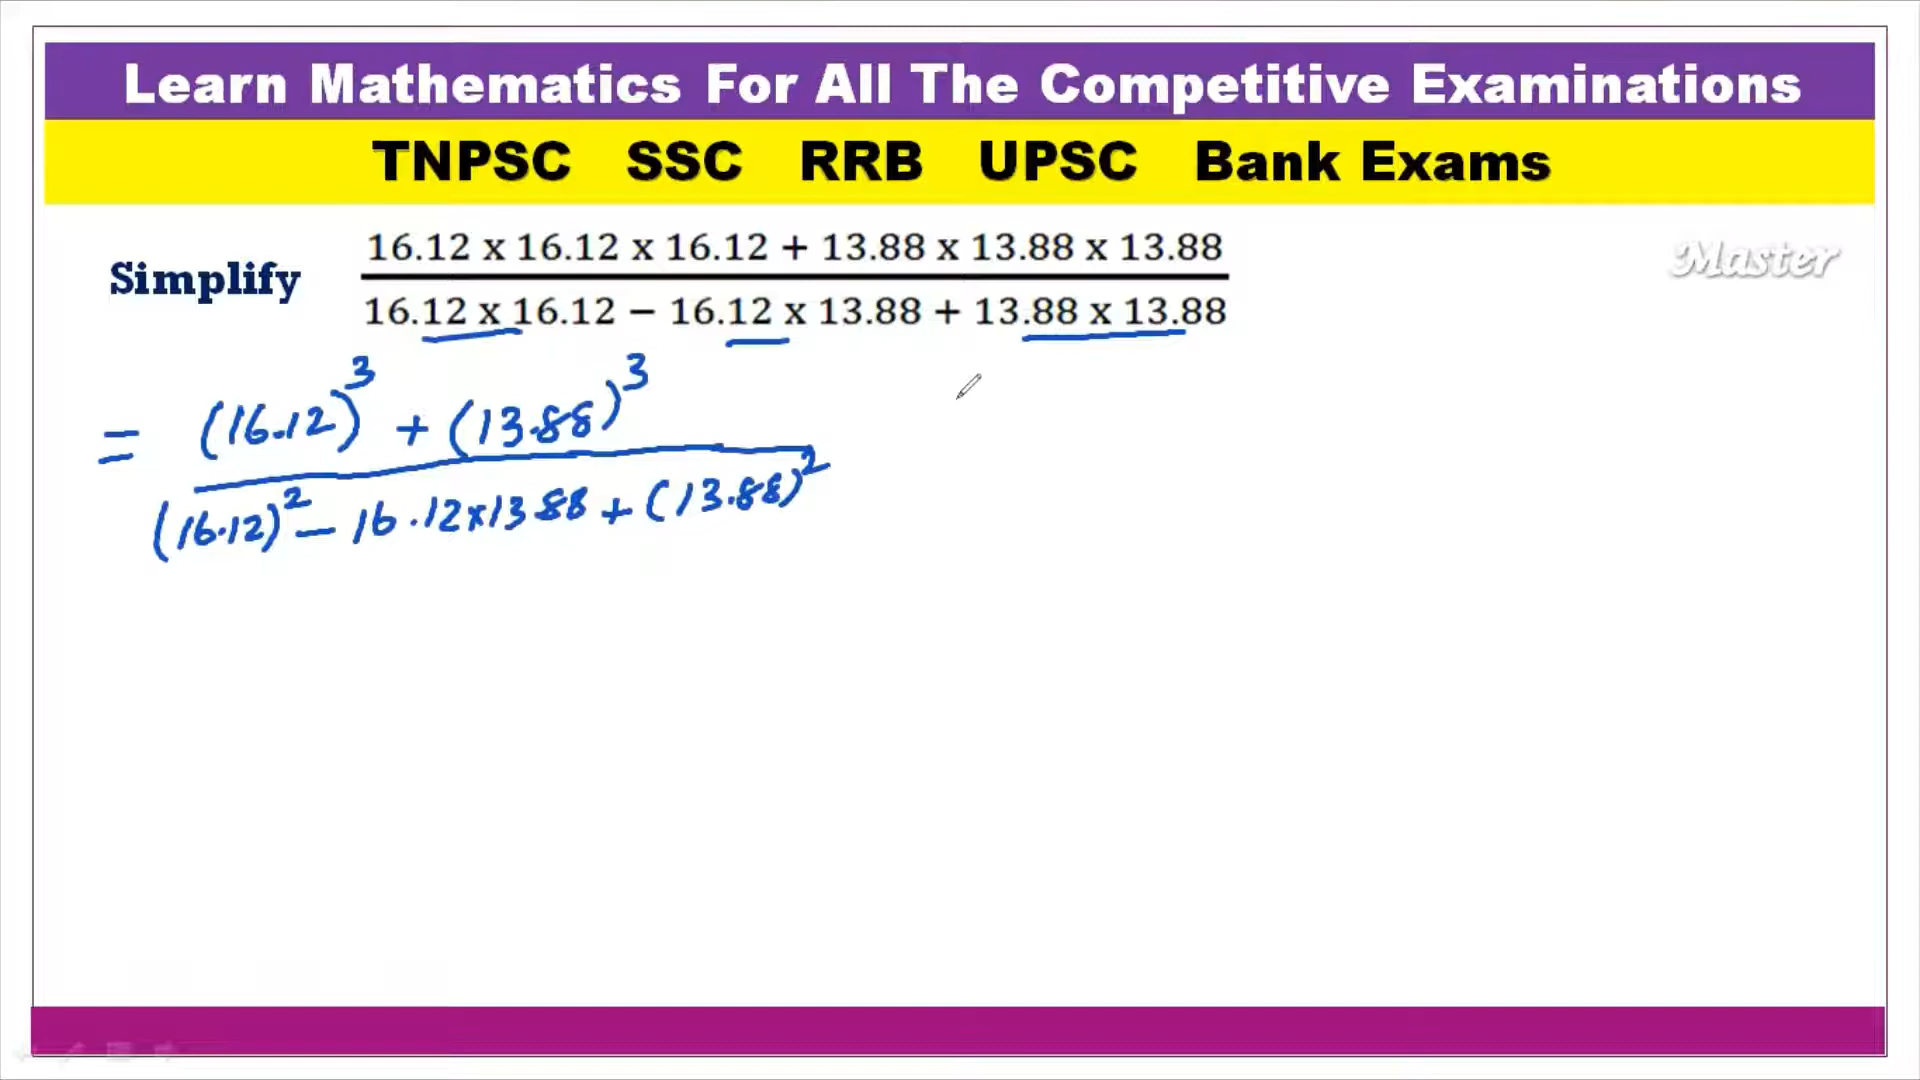 Learn Mathematics For All The Competitive Examinations
TNPSC SSC RRB UPSC Bank Exams
16.12 x 16.12 x 16.12 + 13.88 x 13.88 x 13.88
Simplify
16.12 x 16.12 − 16.12 x 13.88 + 13.88 x 13.88
Master
= (16.12)³ + (13.88)³
(16.12)² − 16.12x13.88 + (13.88)²